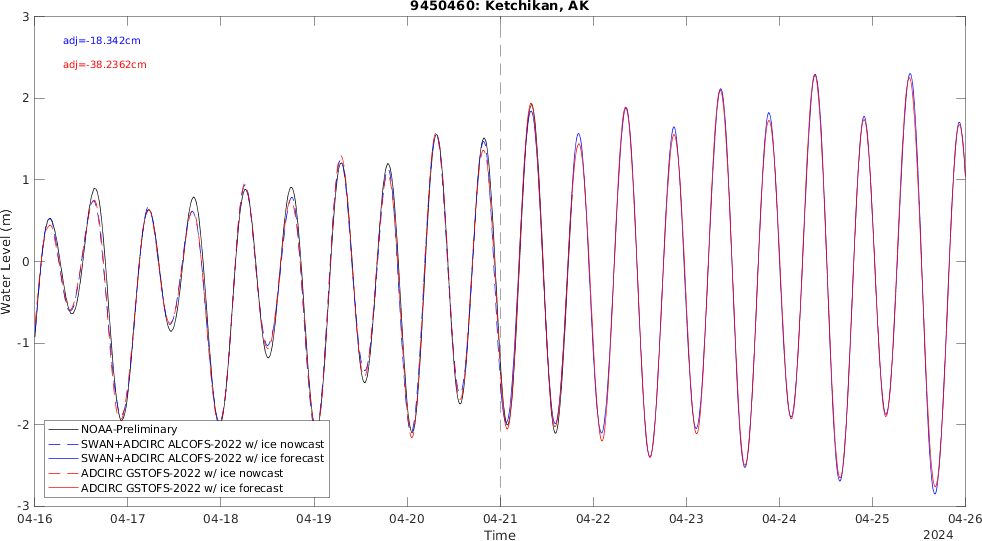 9450460: Ketchikan, AK
adj=-18.342cm
adj=-38.2362cm
Water Level (m)
3
2
1
0
-1
-2
-3
NOAA-Preliminary
SWAN+ADCIRC ALCOFS-2022 w/ ice nowcast
SWAN+ADCIRC ALCOFS-2022 w/ ice forecast
ADCIRC GSTOFS-2022 w/ ice nowcast
ADCIRC GSTOFS-2022 w/ ice forecast
04-16 04-17 04-18 04-19 04-20 04-21 04-22 04-23 04-24 04-25 04-26
Time
2024